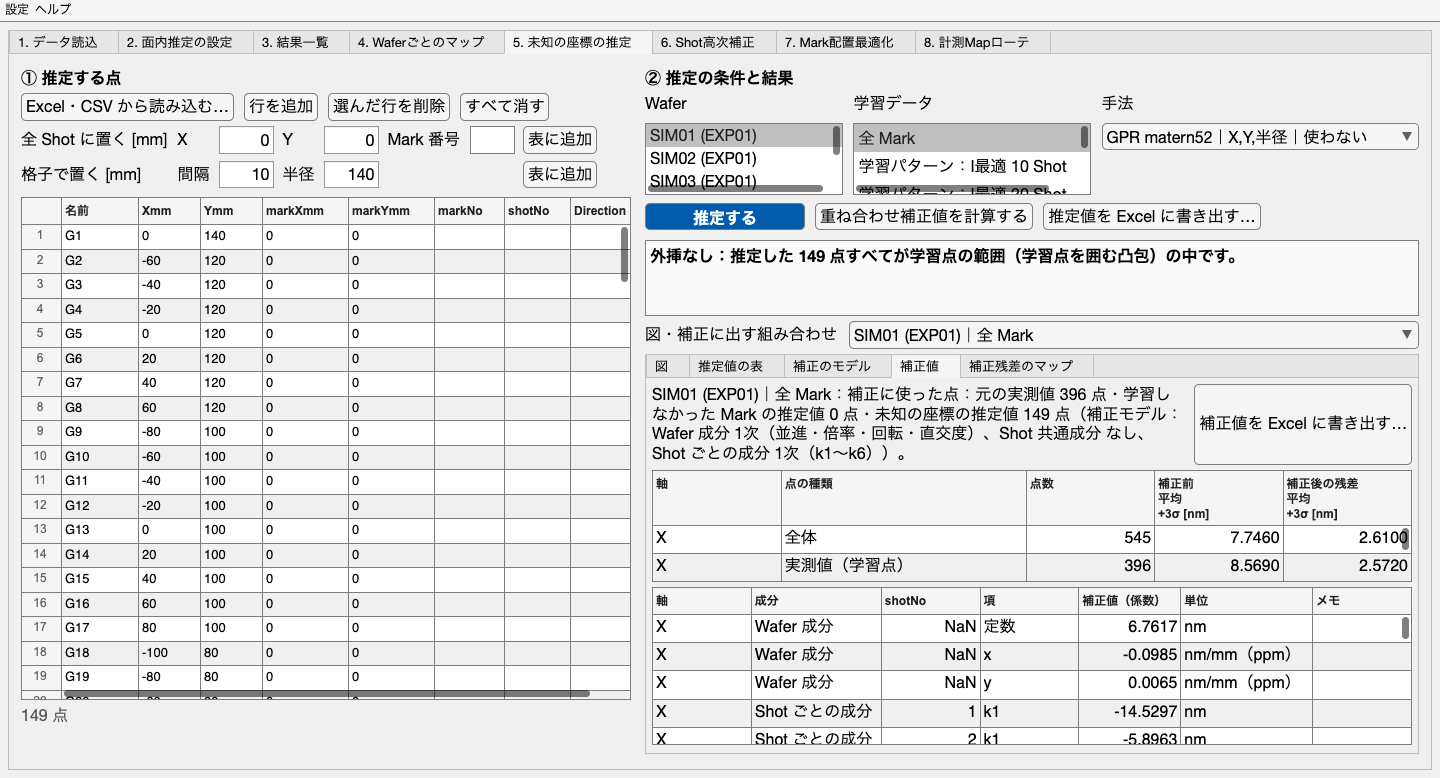 設定 ヘルプ
1. データ読込 2. 面内推定の設定 3. 結果一覧 4. Waferごとのマップ 5. 未知の座標の推定 6. Shot高次補正 7. Mark配置最適化 8. 計測Mapローテ
① 推定する点
Excel・CSV から読み込む... 行を追加 選んだ行を削除 すべて消す
全 Shot に置く [mm] X 0 Y 0 Mark 番号 表に追加
格子で置く [mm] 間隔 10 半径 140 表に追加
名前 Xmm Ymm markXmm markYmm markNo shotNo Direction
1 G1 0 140 0 0
2 G2 -60 120 0 0
3 G3 -40 120 0 0
4 G4 -20 120 0 0
5 G5 0 120 0 0
6 G6 20 120 0 0
7 G7 40 120 0 0
8 G8 60 120 0 0
9 G9 -80 100 0 0
10 G10 -60 100 0 0
11 G11 -40 100 0 0
12 G12 -20 100 0 0
13 G13 0 100 0 0
14 G14 20 100 0 0
15 G15 40 100 0 0
16 G16 60 100 0 0
17 G17 80 100 0 0
18 G18 -100 80 0 0
19 G19 -80 80 0 0
149 点
② 推定の条件と結果
Wafer 学習データ 手法
SIM01 (EXP01)
SIM02 (EXP01)
SIM03 (EXP01)
全 Mark
学習パターン：I最適 10 Shot
学習パターン：I最適 20 Shot
GPR matern52｜X,Y,半径｜使わない
推定する 重ね合わせ補正値を計算する 推定値を Excel に書き出す...
外挿なし：推定した 149 点すべてが学習点の範囲（学習点を囲む凸包）の中です。
図・補正に出す組み合わせ SIM01 (EXP01)｜全 Mark
図 推定値の表 補正のモデル 補正値 補正残差のマップ
SIM01 (EXP01)｜全 Mark：補正に使った点：元の実測値 396 点・学習し
なかった Mark の推定値 0 点・未知の座標の推定値 149 点（補正モデル：
Wafer 成分 1次（並進・倍率・回転・直交度）、Shot 共通成分 なし、
Shot ごとの成分 1次（k1〜k6））。
補正値を Excel に書き出す...
軸 点の種類 点数 補正前 平均 +3σ [nm] 補正後の残差 平均 +3σ [nm]
X 全体 545 7.7460 2.6100
X 実測値（学習点） 396 8.5690 2.5720
軸 成分 shotNo 項 補正値（係数） 単位 メモ
X Wafer 成分 NaN 定数 6.7617 nm
X Wafer 成分 NaN x -0.0985 nm/mm（ppm）
X Wafer 成分 NaN y 0.0065 nm/mm（ppm）
X Shot ごとの成分 1 k1 -14.5297 nm
X Shot ごとの成分 2 k1 -5.8963 nm